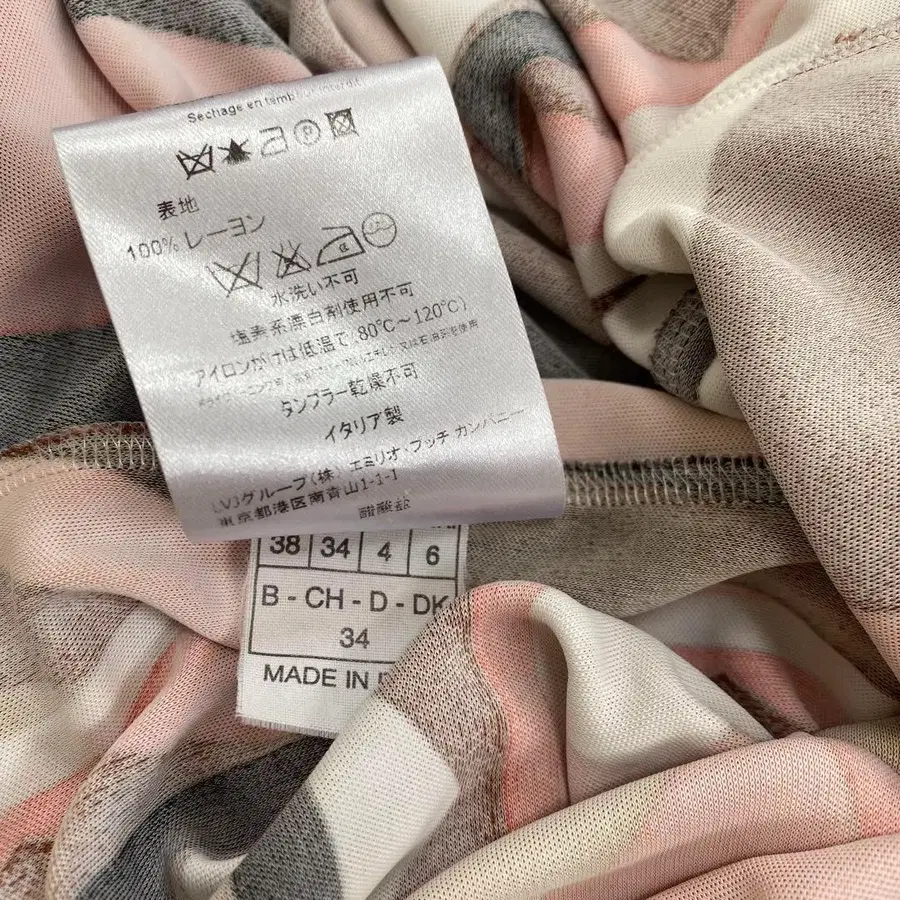 Séchage en tambour interdit
表地
100% レーヨン
水洗い不可
塩素系漂白剤使用不可
アイロンがけは低温で(80℃〜120℃)
タンブラー乾燥不可
イタリア製
LVJグループ(株) エミリオ・プッチ カンパニー
東京都港区南青山1-1-1
38 34 4 6
B - CH - D - DK
34
MADE IN